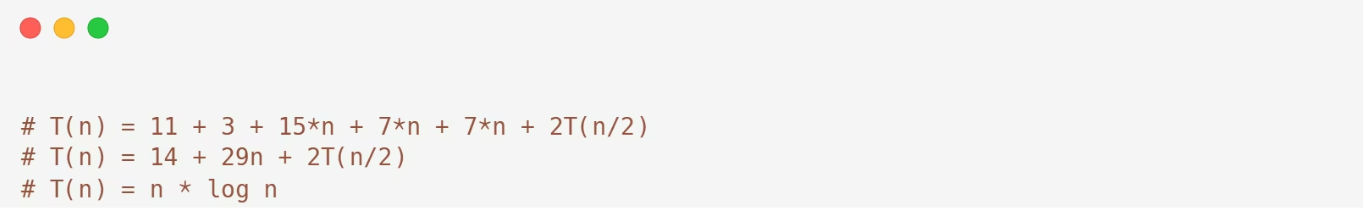 # T(n) = 11 + 3 + 15*n + 7*n + 7*n + 2T(n/2)
# T(n) = 14 + 29n + 2T(n/2)
# T(n) = n * log n